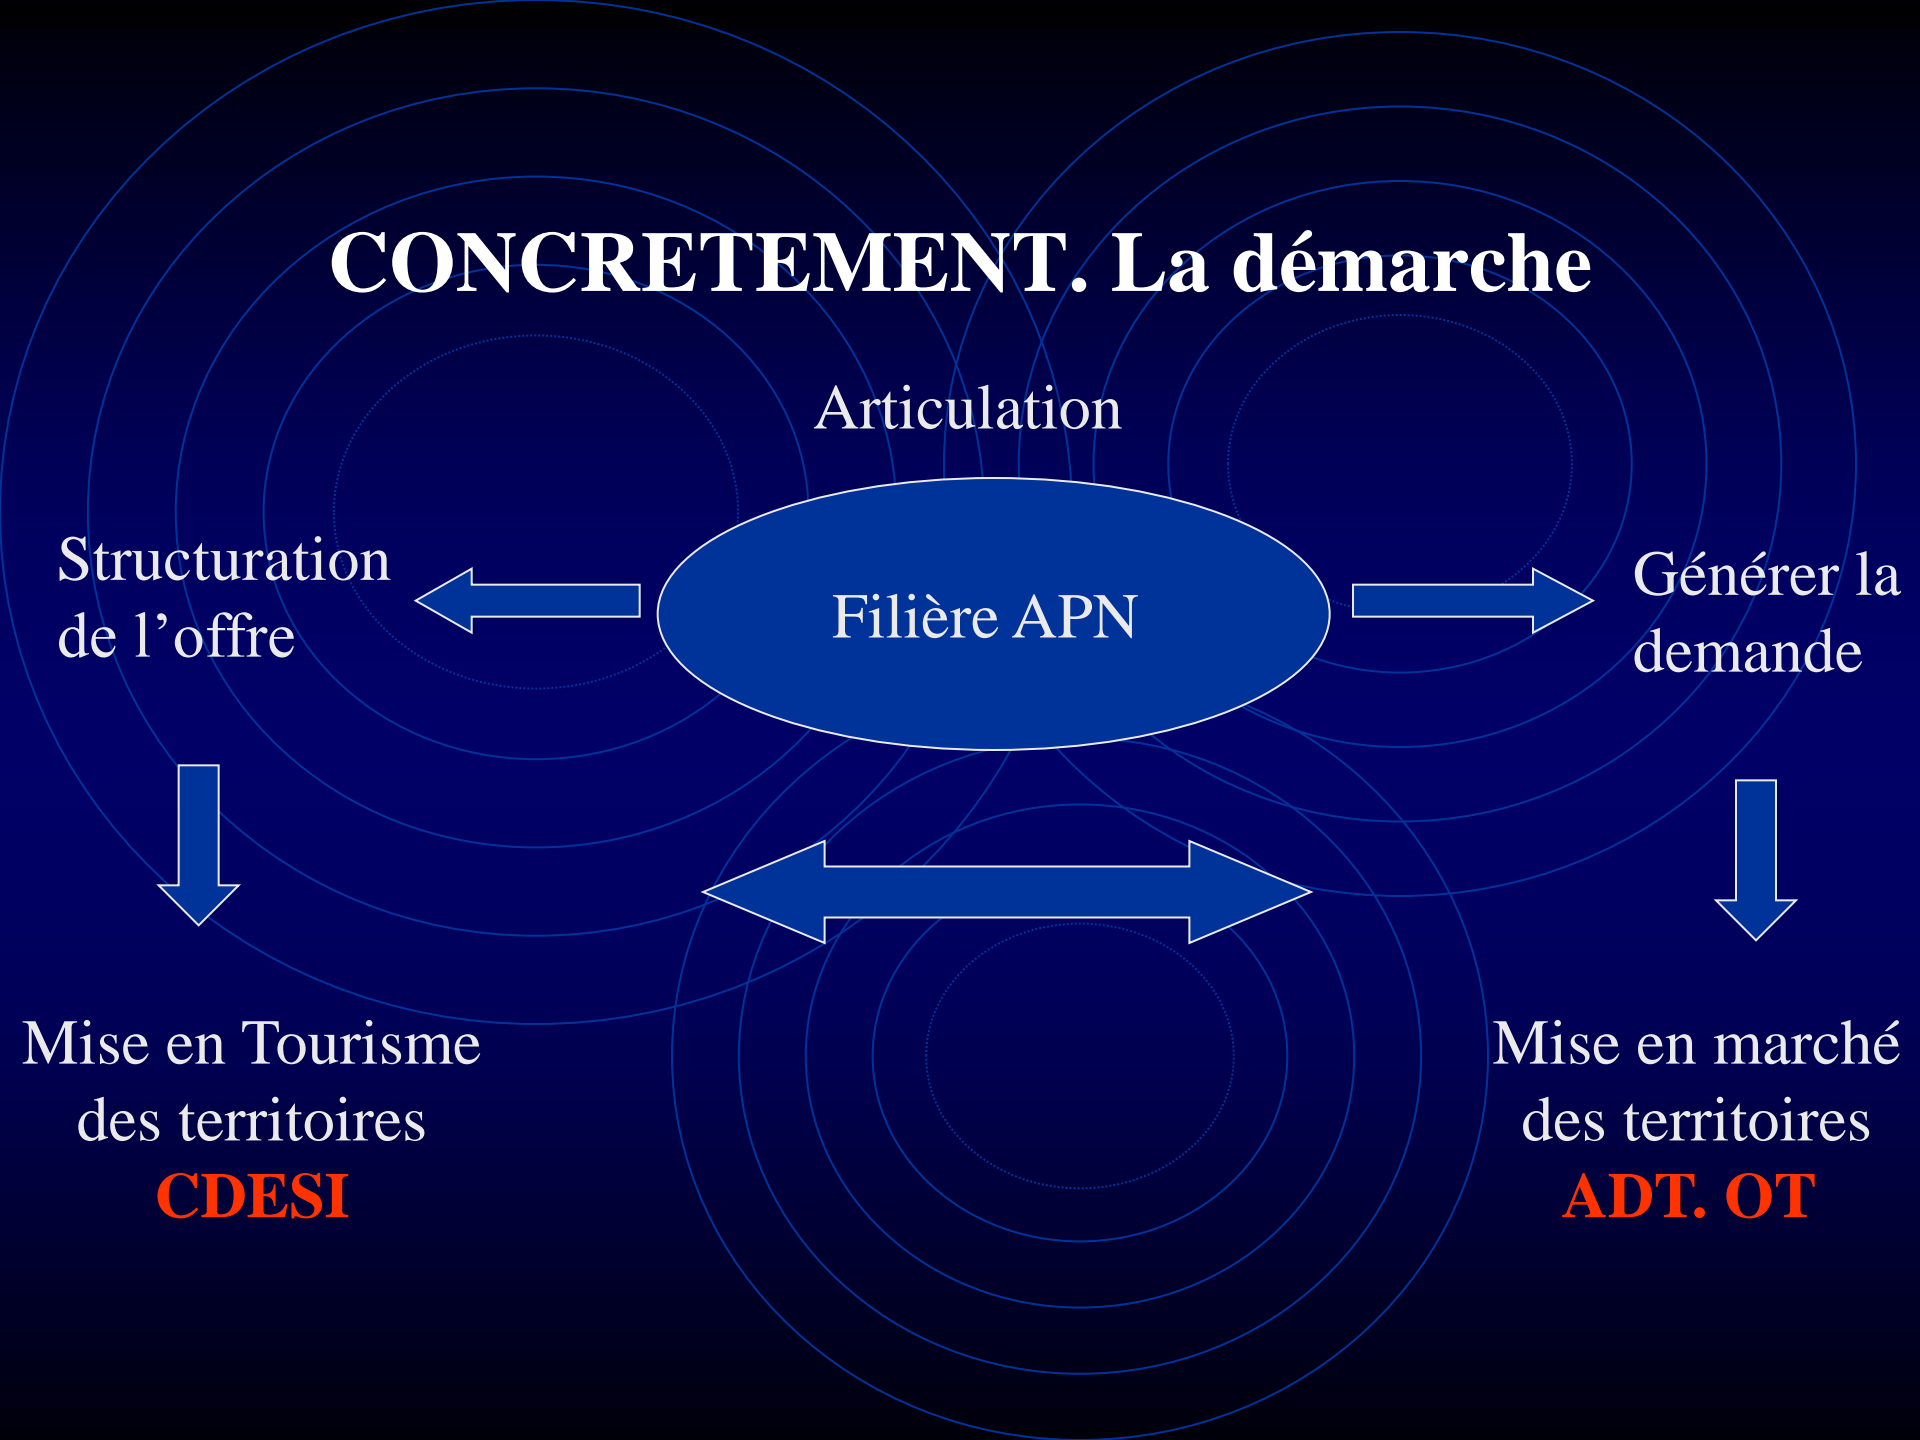 CONCRETEMENT. La démarche
Articulation
Structuration
de l’offre
Filière APN
Générer la
demande
Mise en Tourisme
des territoires
CDESI
Mise en marché
des territoires
ADT. OT